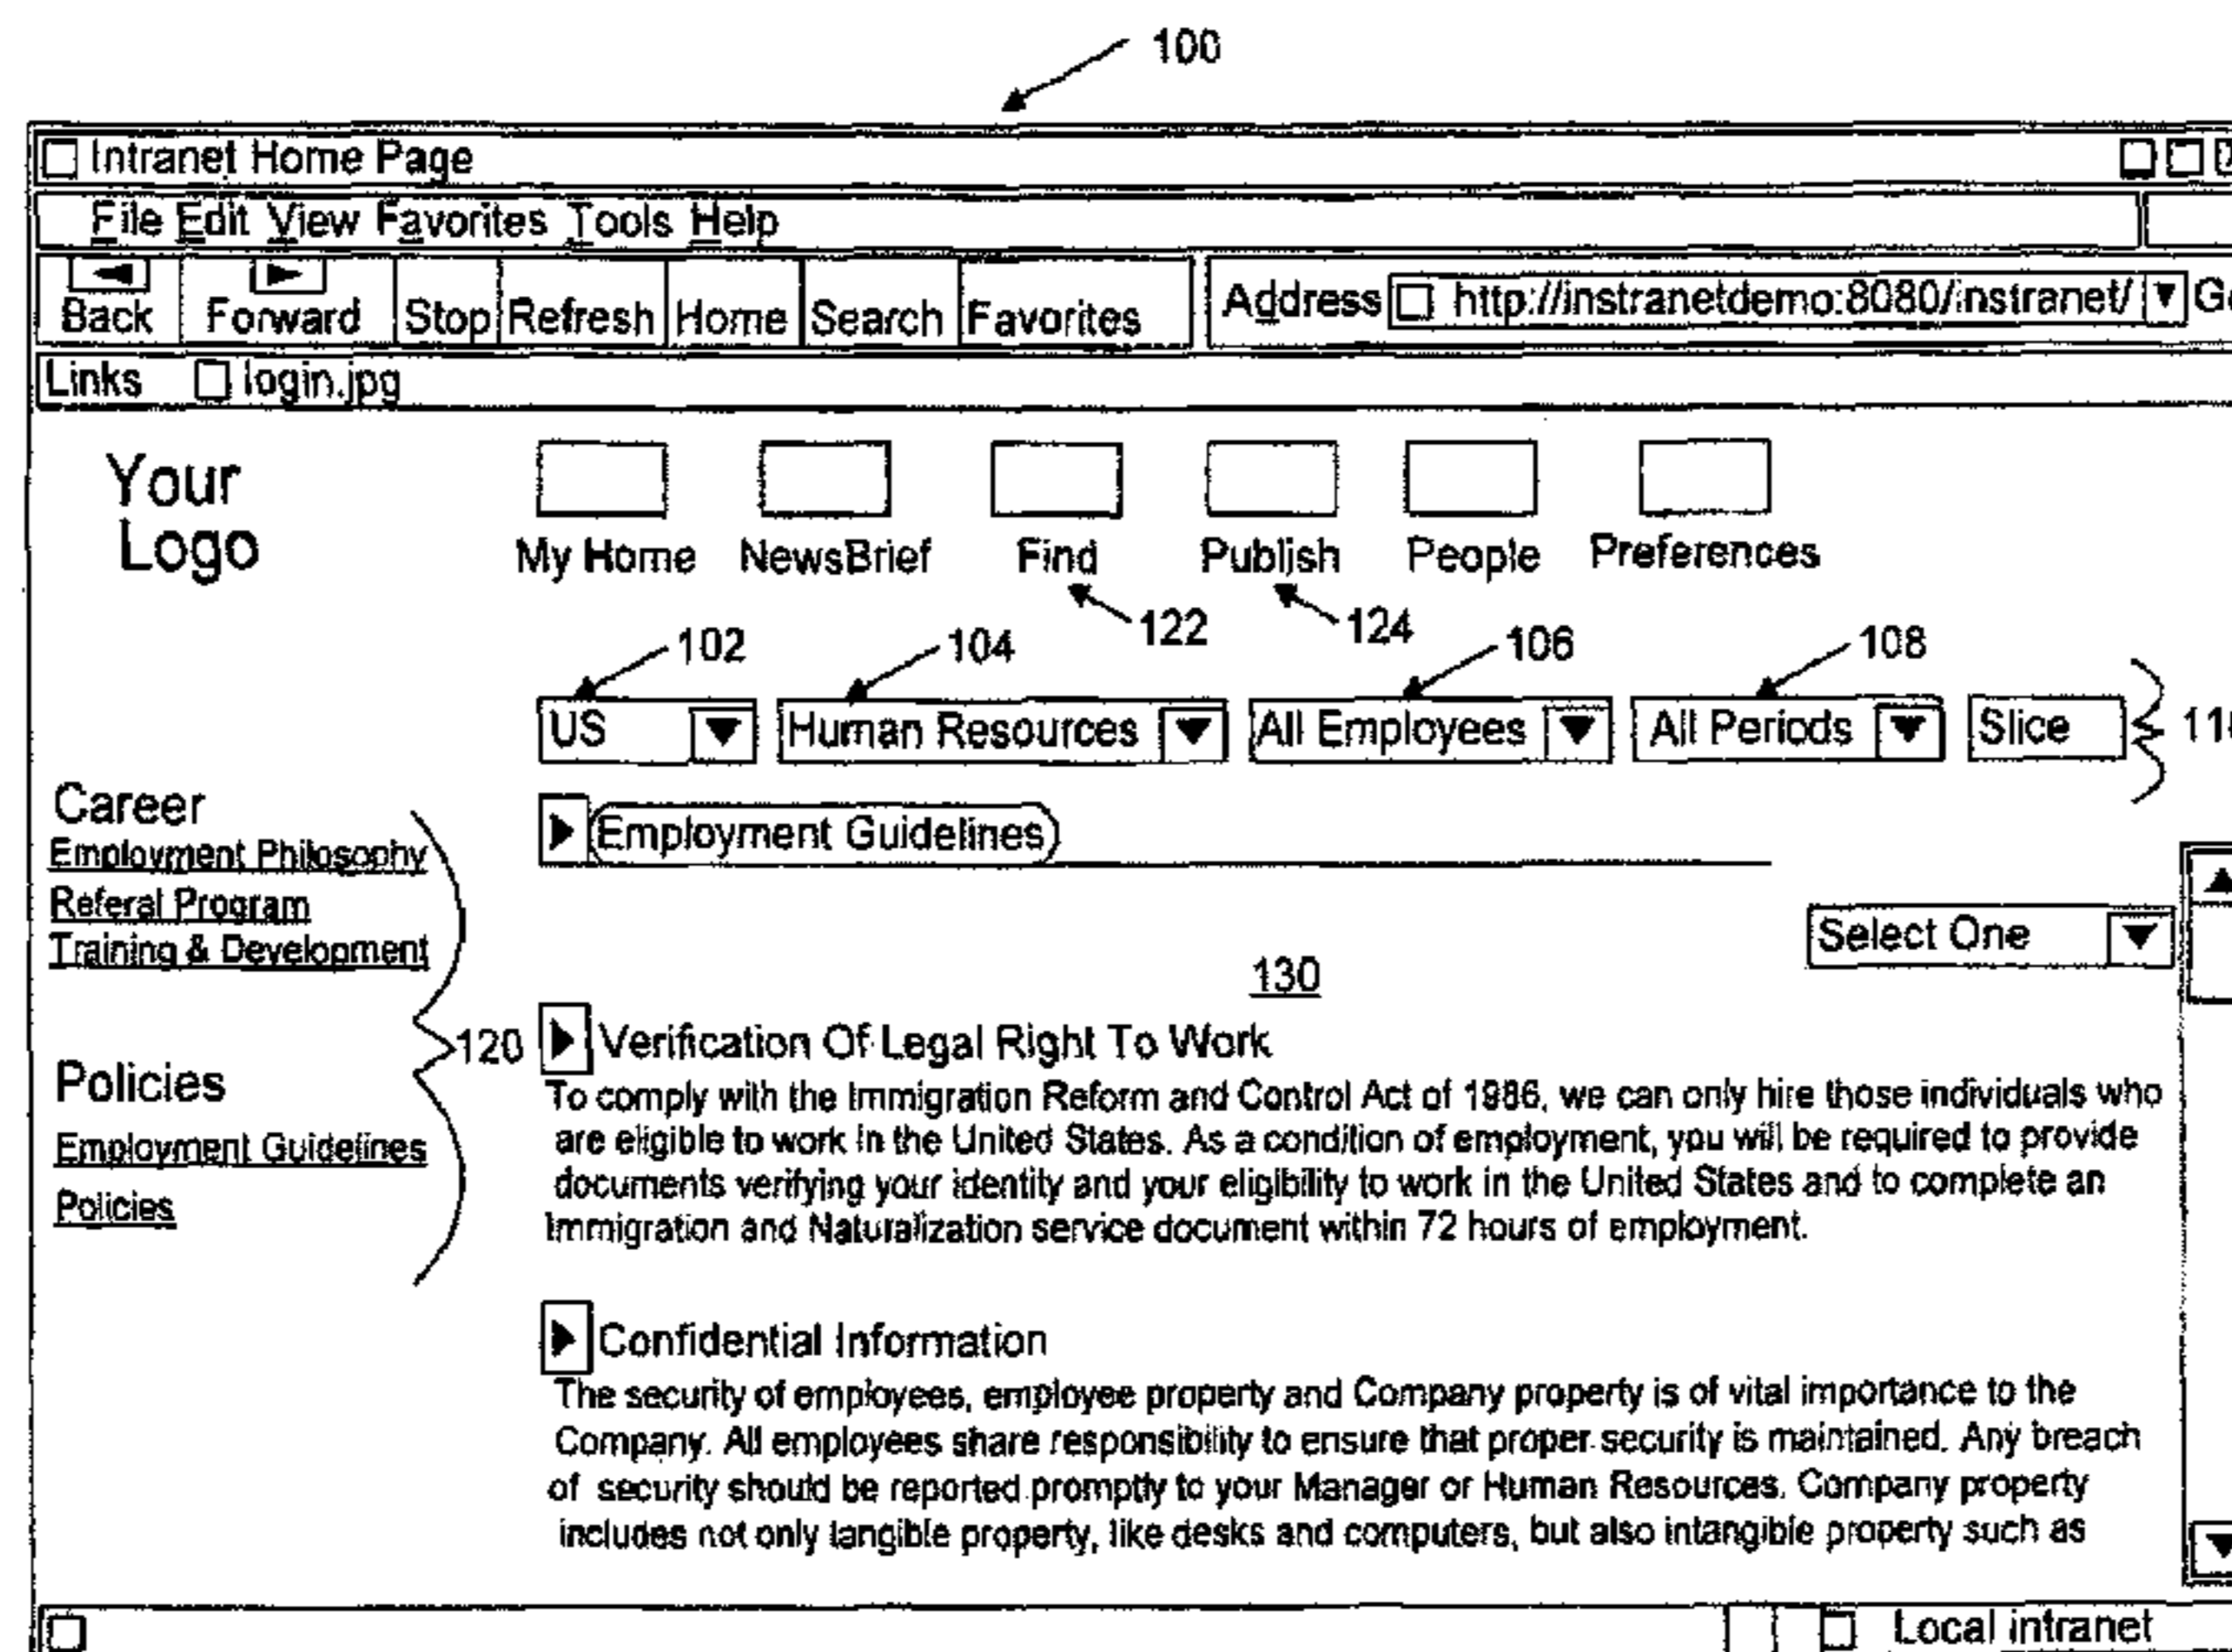 100
Intranet Home Page
File Edit View Favorites Tools Help
Back Forward Stop Refresh Home Search Favorites Address http://instranetdemo:8080/instranet/
Links login.jpg
Your
Logo
My Home NewsBrief Find Publish People Preferences
122 124
102 104 106 108
US Human Resources All Employees All Periods Slice
Career
Employment Guidelines
Employment Philosophy
Referal Program
Select One
Training & Development
130
120 Verification Of Legal Right To Work
Policies
To comply with the Immigration Reform and Control Act of 1986, we can only hire those individuals who
are eligible to work in the United States. As a condition of employment, you will be required to provide
Employment Guidelines
documents verifying your identity and your eligibility to work in the United States and to complete an
Policies
Immigration and Naturalization service document within 72 hours of employment.
Confidential Information
The security of employees, employee property and Company property is of vital importance to the
Company. All employees share responsibility to ensure that proper security is maintained. Any breach
of security should be reported promptly to your Manager or Human Resources. Company property
includes not only tangible property, like desks and computers, but also intangible property such as
Local intranet